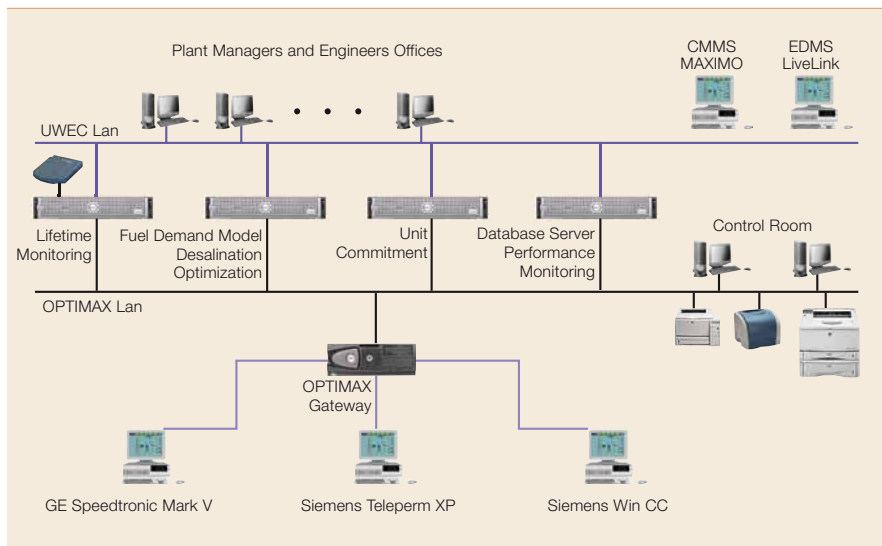 Plant Managers and Engineers Offices
CMMS
MAXIMO
EDMS
LiveLink
UWEC Lan
Lifetime
Monitoring
Fuel Demand Model
Desalination
Optimization
Unit
Commitment
Database Server
Performance
Monitoring
Control Room
OPTIMAX Lan
OPTIMAX
Gateway
GE Speedtronic Mark V
Siemens Teleperm XP
Siemens Win CC